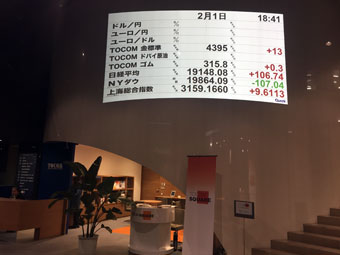 2月1日 18:41
ドル／円
ユーロ／円
ユーロ／ドル
TOCOM 金標準 4395 +13
TOCOM ドバイ原油
TOCOM ゴム 315.8 +0.3
日経平均 19148.08 +106.74
NYダウ 19864.09 -107.04
上海総合指数 3159.1660 +9.6113
SQUARE